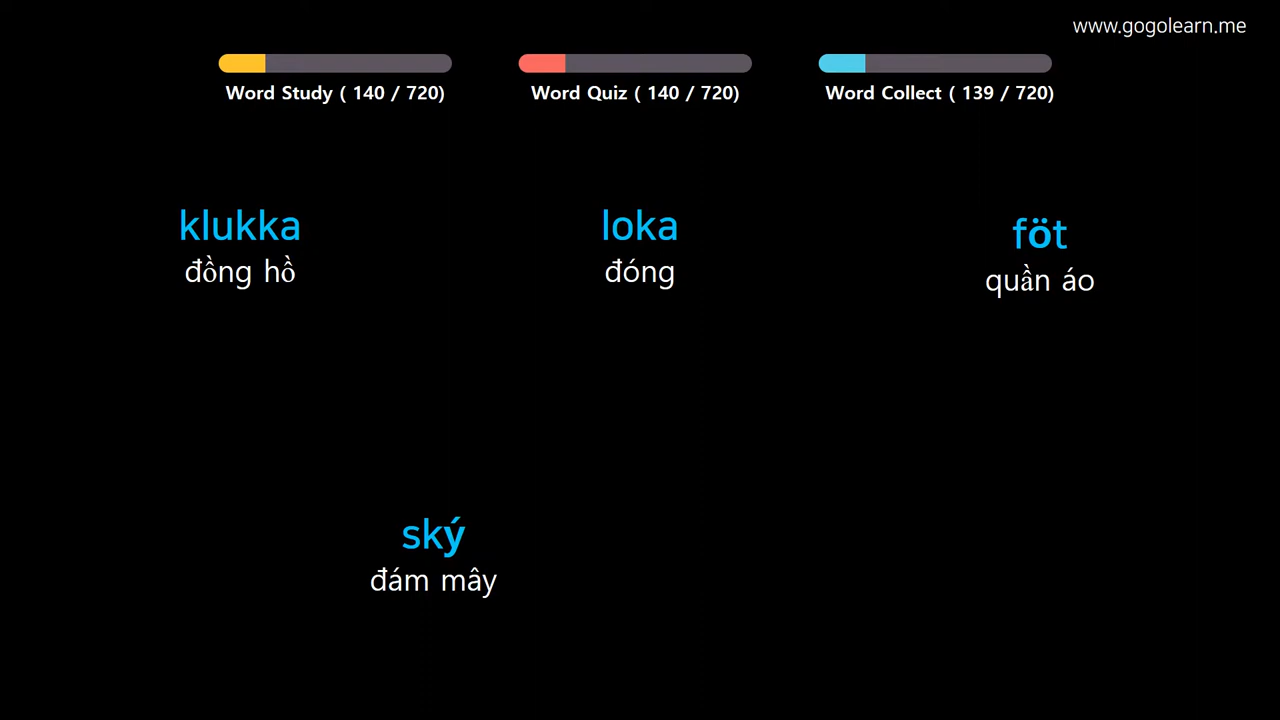 www.gogolearn.me
Word Study ( 140 / 720)
Word Quiz ( 140 / 720)
Word Collect ( 139 / 720)
klukka
đồng hồ
loka
đóng
föt
quần áo
ský
đám mây